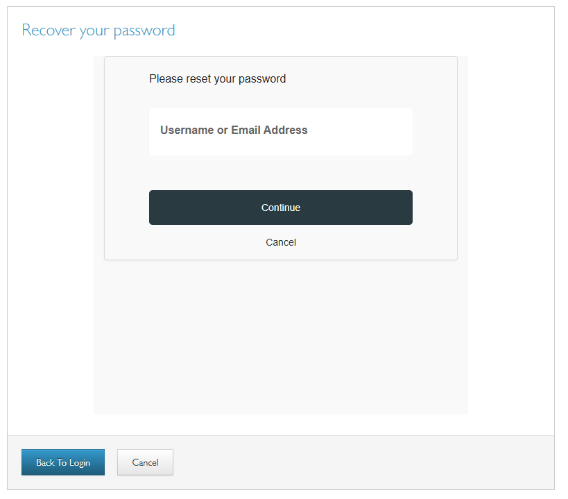 Recover your password
Please reset your password
Username or Email Address
Continue
Cancel
Back To Login
Cancel